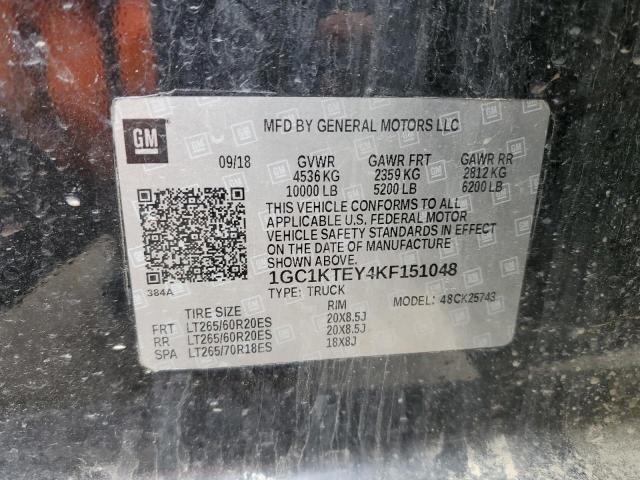 GM
MFD BY GENERAL MOTORS LLC
09/18 GVWR GAWR FRT GAWR RR
4536 KG 2359 KG 2812 KG
10000 LB 5200 LB 6200 LB
THIS VEHICLE CONFORMS TO ALL
APPLICABLE U.S. FEDERAL MOTOR
VEHICLE SAFETY STANDARDS IN EFFECT
ON THE DATE OF MANUFACTURE
SHOWN ABOVE.
384A
1GC1KTEY4KF151048
TYPE: TRUCK MODEL: 48CK25743
TIRE SIZE RIM
FRT LT265/60R20ES 20X8.5J
RR LT265/60R20ES 20X8.5J
SPA LT265/70R18ES 18X8J